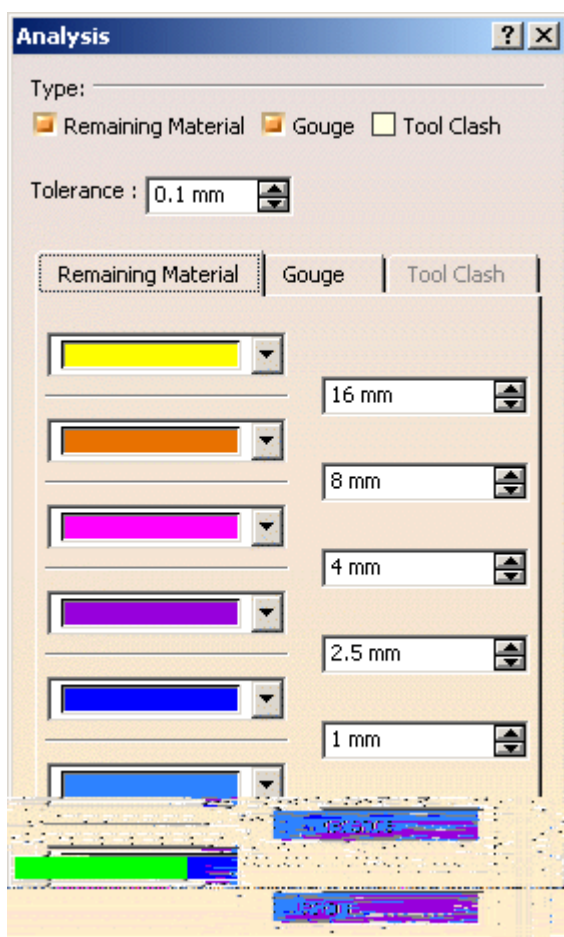 Analysis
Type:
Remaining Material Gouge Tool Clash
Tolerance : 0.1 mm
Remaining Material Gouge Tool Clash
16 mm
8 mm
4 mm
2.5 mm
1 mm